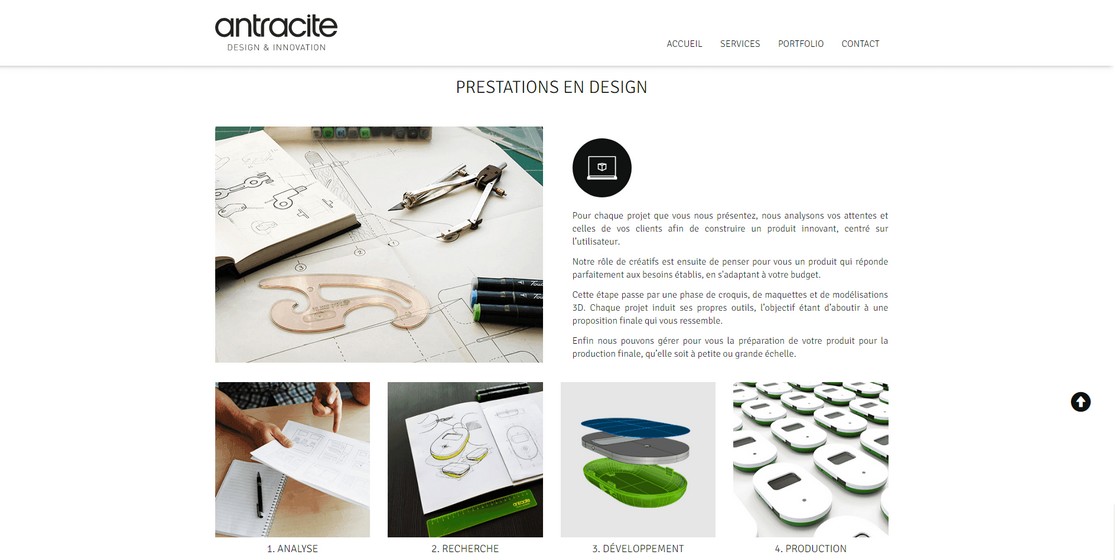 antracite
DESIGN & INNOVATION
ACCUEIL SERVICES PORTFOLIO CONTACT
PRESTATIONS EN DESIGN
Pour chaque projet que vous nous présentez, nous analysons vos attentes et
celles de vos clients afin de construire un produit innovant, centré sur
l'utilisateur.
Notre rôle de créatifs est ensuite de penser pour vous un produit qui réponde
parfaitement aux besoins établis, en s'adaptant à votre budget.
Cette étape passe par une phase de croquis, de maquettes et de modélisations
3D. Chaque projet induit ses propres outils, l'objectif étant d'aboutir à une
proposition finale qui vous ressemble.
Enfin nous pouvons gérer pour vous la préparation de votre produit pour la
production finale, qu'elle soit à petite ou grande échelle.
antracite
1. ANALYSE
2. RECHERCHE
3. DÉVELOPPEMENT
4. PRODUCTION